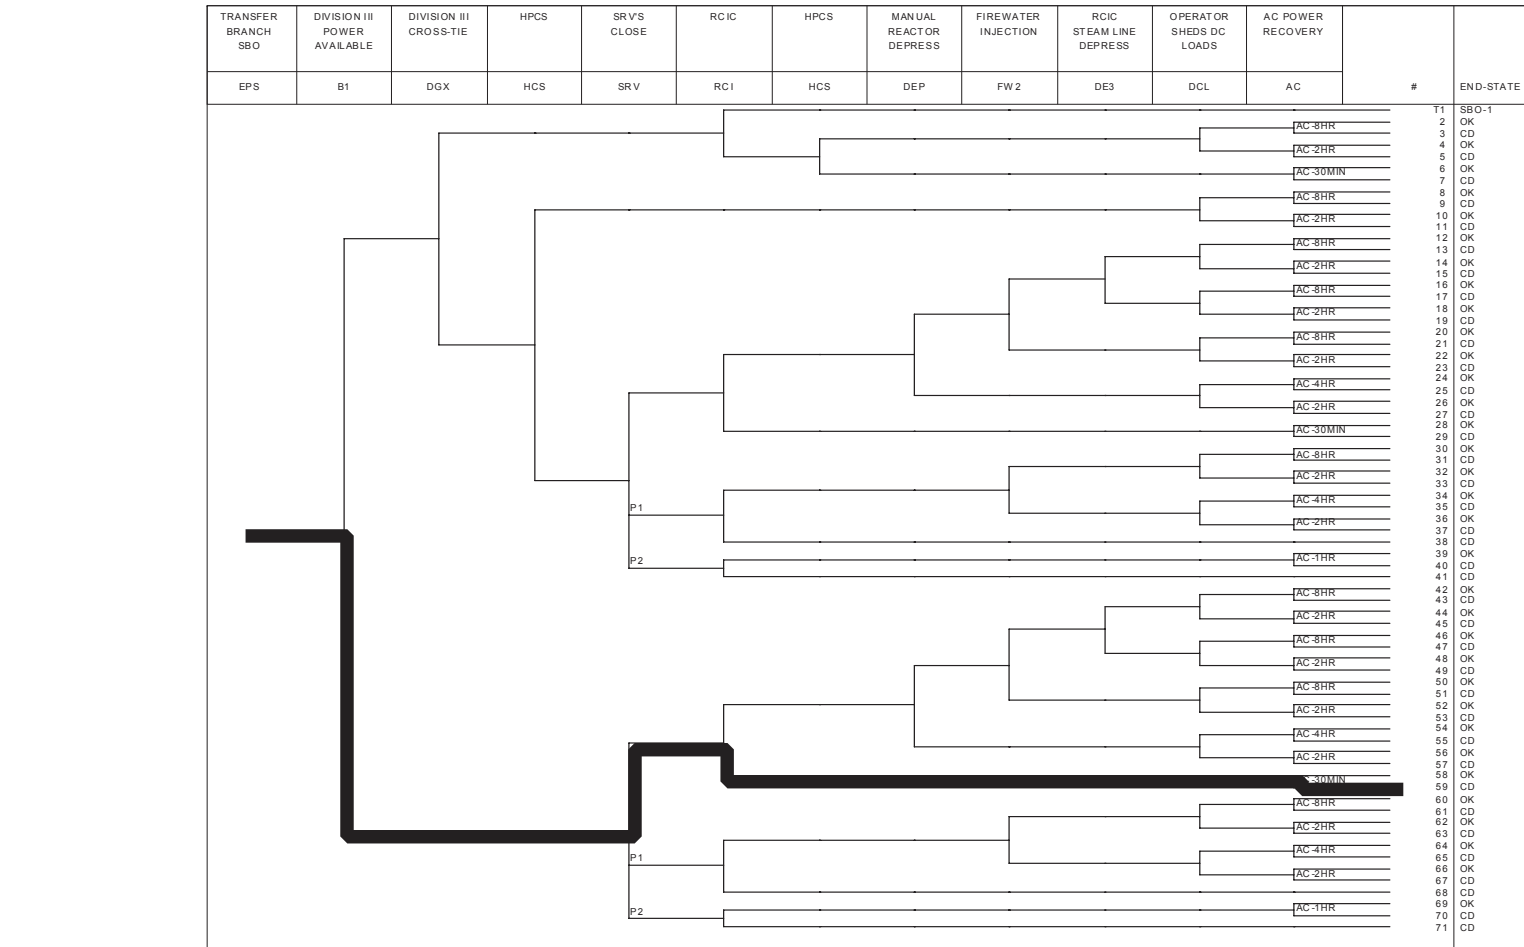 TRANSFER BRANCH SBO
DIVISION III POWER AVAILABLE
DIVISION III CROSS-TIE
HPCS
SRV'S CLOSE
RCIC
HPCS
MANUAL REACTOR DEPRESS
FIREWATER INJECTION
RCIC STEAM LINE DEPRESS
OPERATOR SHEDS DC LOADS
AC POWER RECOVERY
EPS B1 DGX HCS SRV RCI HCS DEP FW2 DE3 DCL AC # END-STATE
T1 SBO-1
2 OK
AC-8HR
3 CD
4 OK
AC-2HR
5 CD
6 OK
AC-30MIN
7 CD
8 OK
AC-8HR
9 CD
10 OK
AC-2HR
11 CD
12 OK
AC-8HR
13 CD
14 OK
AC-2HR
15 CD
16 OK
AC-8HR
17 CD
18 OK
AC-2HR
19 CD
20 OK
AC-8HR
21 CD
22 OK
AC-2HR
23 CD
24 OK
AC-4HR
25 CD
26 OK
AC-2HR
27 CD
28 OK
AC-30MIN
29 CD
30 OK
AC-8HR
31 CD
32 OK
AC-2HR
33 CD
34 OK
AC-4HR
35 CD
P1
36 OK
AC-2HR
37 CD
38 CD
39 OK
AC-1HR
P2
40 CD
41 CD
42 OK
AC-8HR
43 CD
44 OK
AC-2HR
45 CD
46 OK
AC-8HR
47 CD
48 OK
AC-2HR
49 CD
50 OK
AC-8HR
51 CD
52 OK
AC-2HR
53 CD
54 OK
AC-4HR
55 CD
56 OK
AC-2HR
57 CD
58 OK
-30MIN
59 CD
60 OK
AC-8HR
61 CD
62 OK
AC-2HR
63 CD
64 OK
AC-4HR
65 CD
P1
66 OK
AC-2HR
67 CD
68 CD
69 OK
AC-1HR
P2
70 CD
71 CD